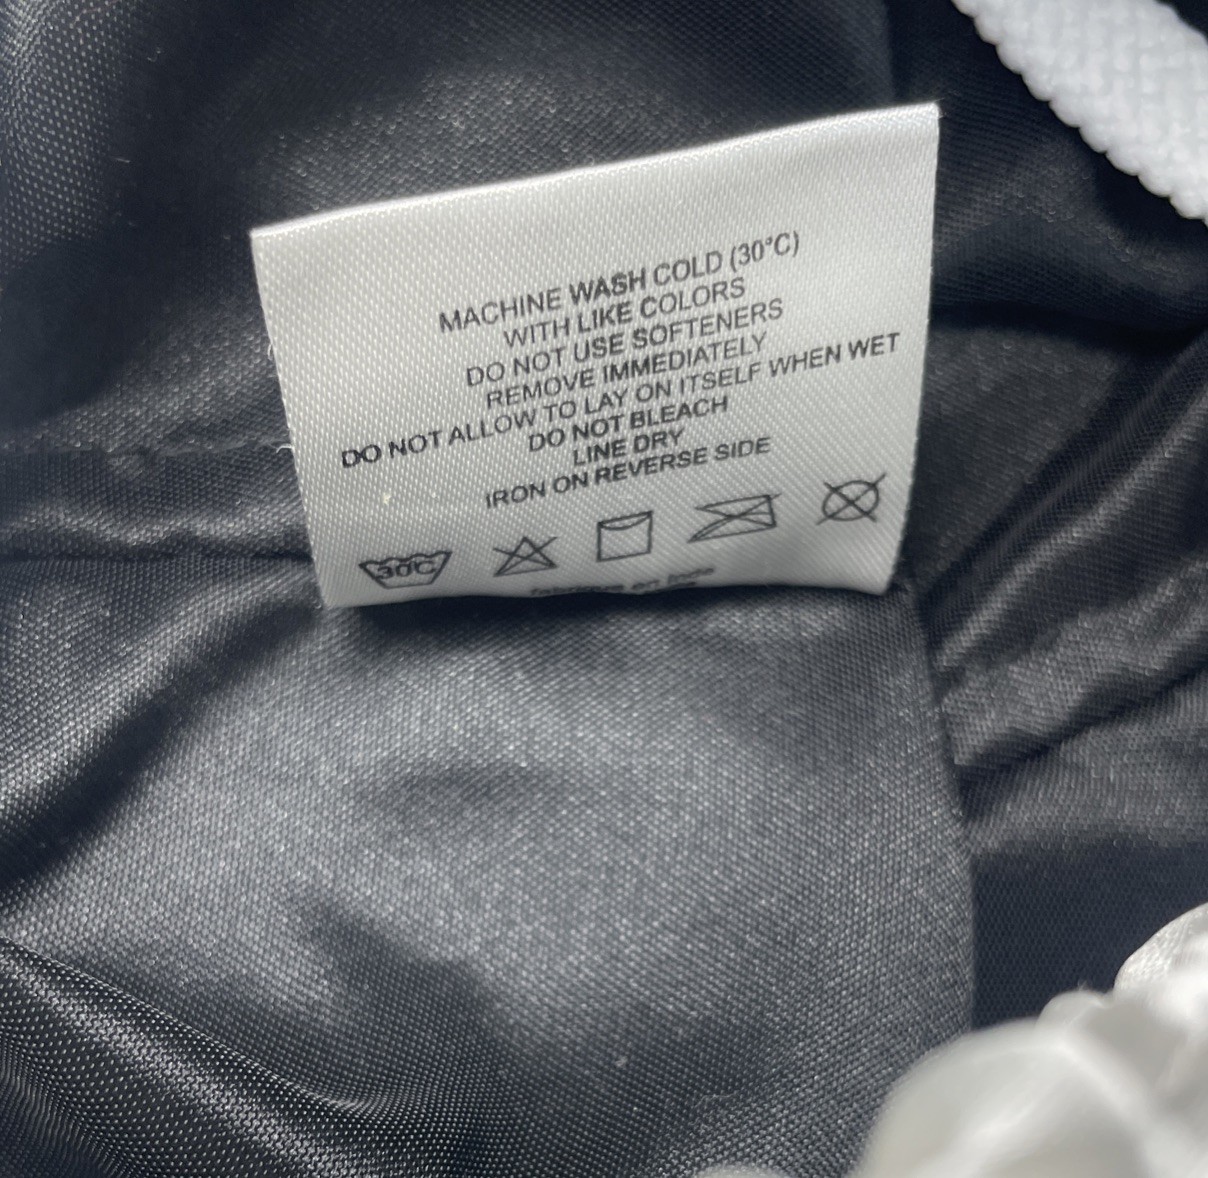 MACHINE WASH COLD (30°C)
WITH LIKE COLORS
DO NOT USE SOFTENERS
REMOVE IMMEDIATELY
DO NOT ALLOW TO LAY ON ITSELF WHEN WET
DO NOT BLEACH
LINE DRY
IRON ON REVERSE SIDE
30C